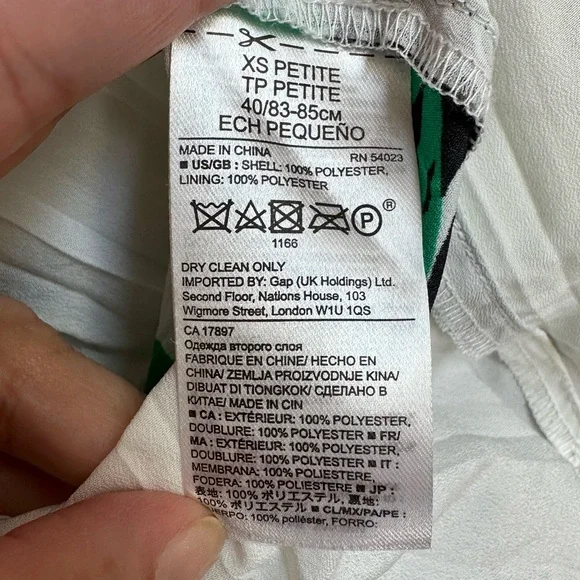 XS PETITE
TP PETITE
40/83-85CM
ECH PEQUEÑO
MADE IN CHINA RN 54023
■ US/GB : SHELL: 100% POLYESTER,
LINING: 100% POLYESTER
P ®
1166
DRY CLEAN ONLY
IMPORTED BY: Gap (UK Holdings) Ltd.
Second Floor, Nations House, 103
Wigmore Street, London W1U 1QS
CA 17897
Одежда второго слоя
FABRIQUE EN CHINE/ HECHO EN
CHINA/ ZEMLJA PROIZVODNJE KINA/
DIBUAT DI TIONGKOK/ СДЕЛАНО В
КИТАЕ/ MADE IN CIN
■ CA : EXTÉRIEUR: 100% POLYESTER,
DOUBLURE: 100% POLYESTER ■ FR/
MA : EXTÉRIEUR: 100% POLYESTER,
DOUBLURE: 100% POLYESTER ■ IT :
MEMBRANA: 100% POLIESTERE,
FODERA: 100% POLIESTERE ■ JP :
表地: 100% ポリエステル, 裏地:
100% ポリエステル ■ CL/MX/PA/PE :
CUERPO: 100% poliéster, FORRO: